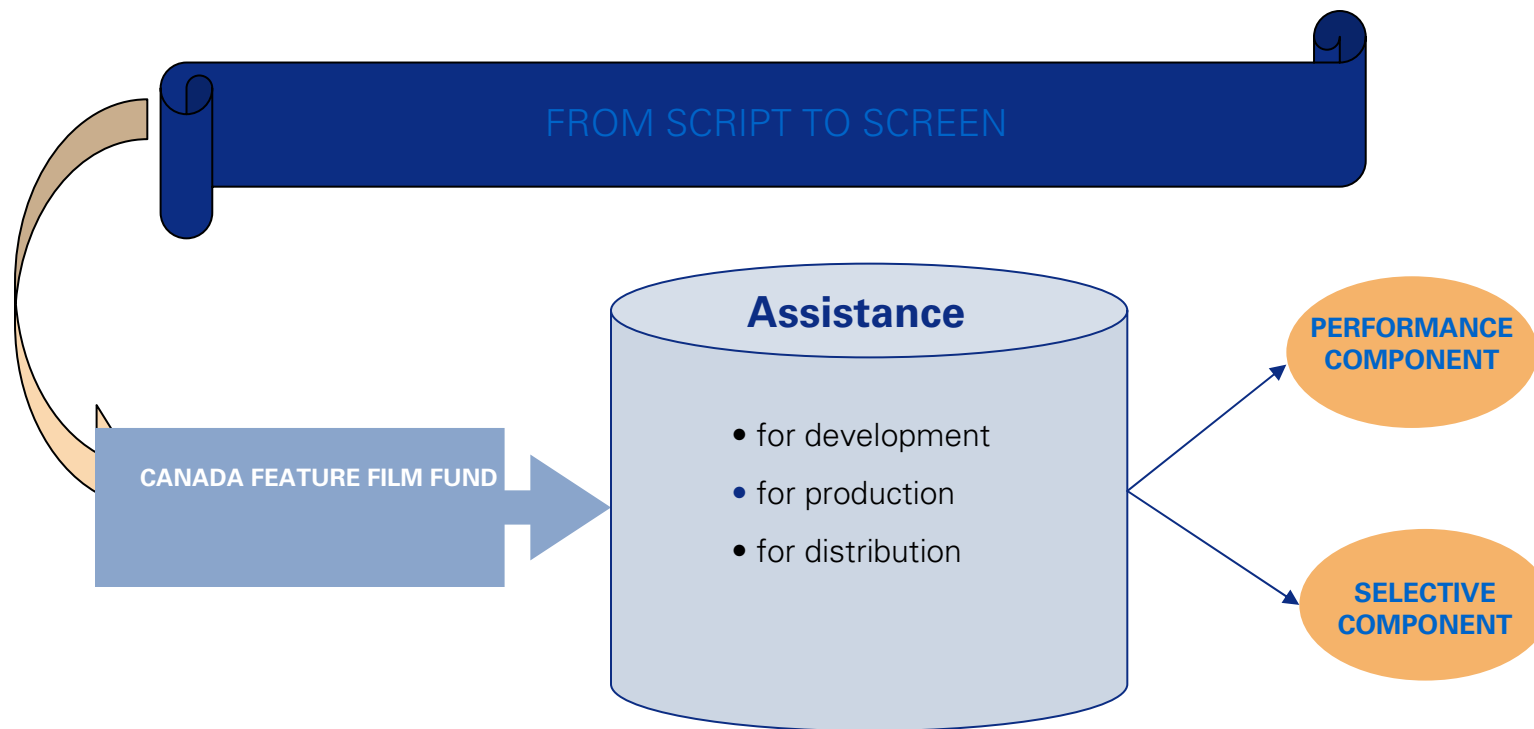 FROM SCRIPT TO SCREEN
Assistance
• for development
• for production
• for distribution
CANADA FEATURE FILM FUND
PERFORMANCE
COMPONENT
SELECTIVE
COMPONENT